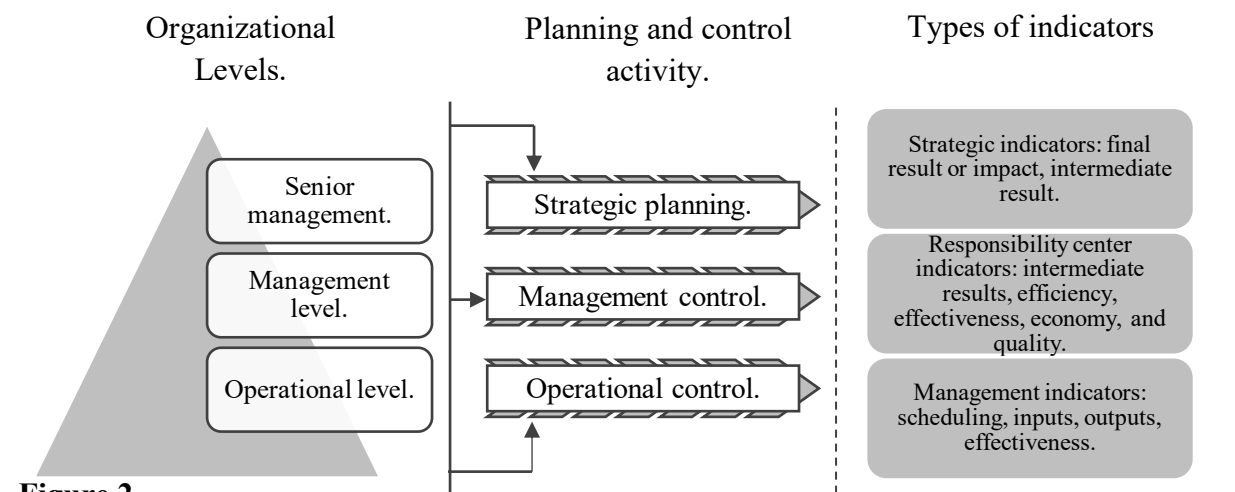 Organizational
Levels.
Planning and control
activity.
Types of indicators
Senior
management.
Management
level.
Operational level.
Strategic planning.
Management control.
Operational control.
Strategic indicators: final
result or impact, intermediate
result.
Responsibility center
indicators: intermediate
results, efficiency,
effectiveness, economy, and
quality.
Management indicators:
scheduling, inputs, outputs,
effectiveness.
Figure 2